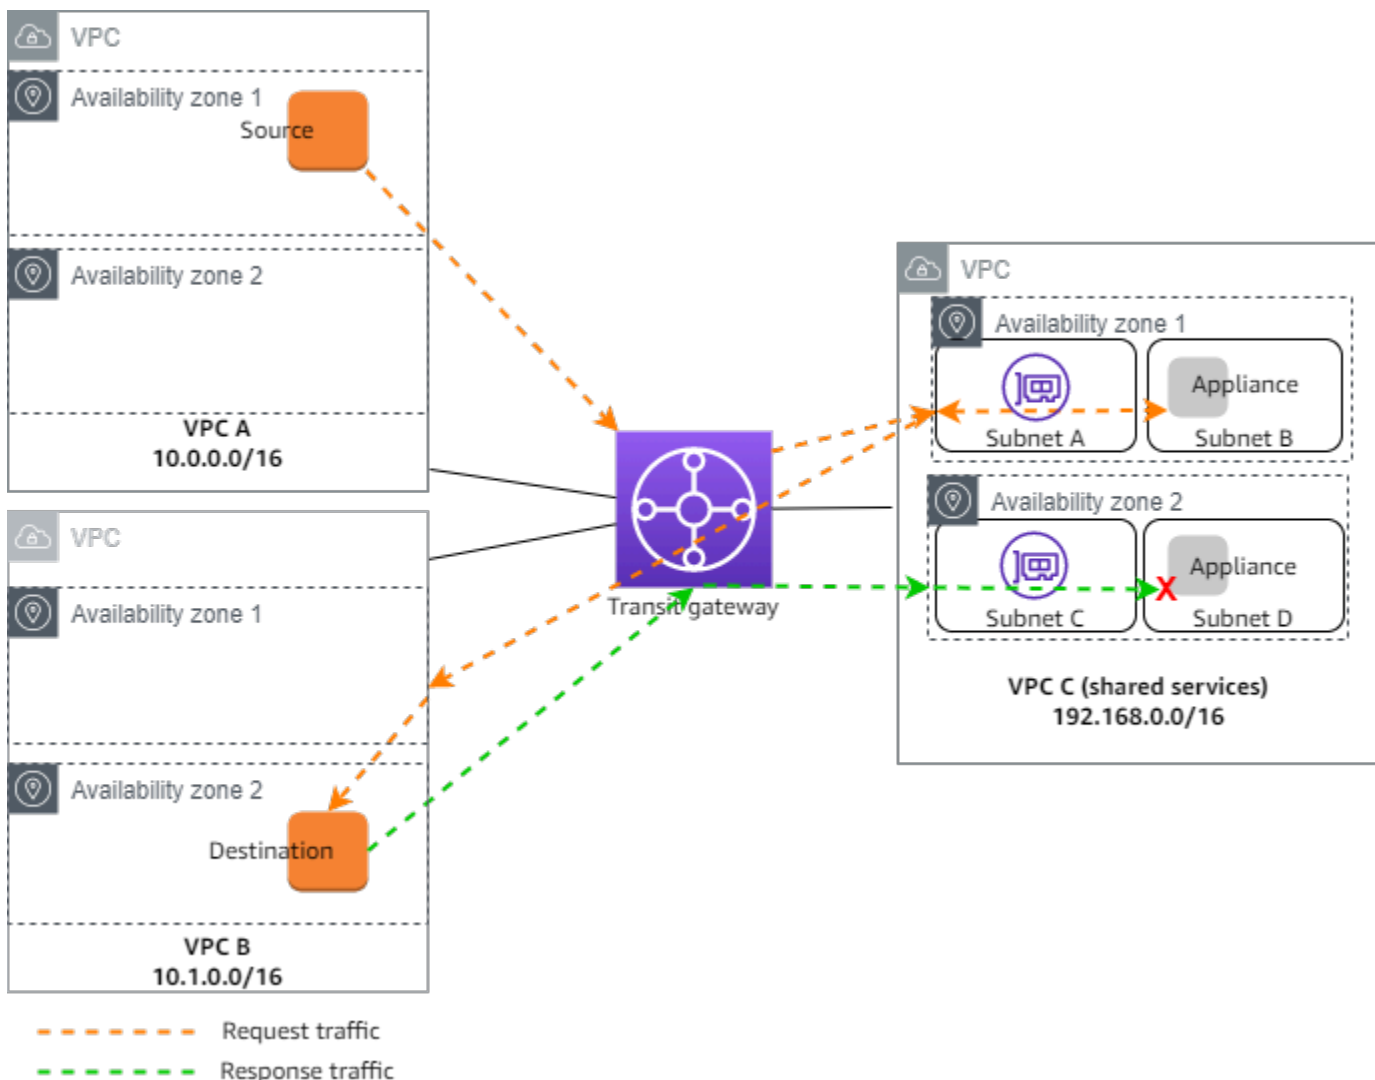 VPC
Availability zone 1
Source
Availability zone 2
VPC A
10.0.0.0/16
VPC
Availability zone 1
Availability zone 2
Destination
VPC B
10.1.0.0/16
Transit gateway
VPC
Availability zone 1
Appliance
Subnet A
Subnet B
Availability zone 2
Appliance
X
Subnet C
Subnet D
VPC C (shared services)
192.168.0.0/16
Request traffic
Response traffic